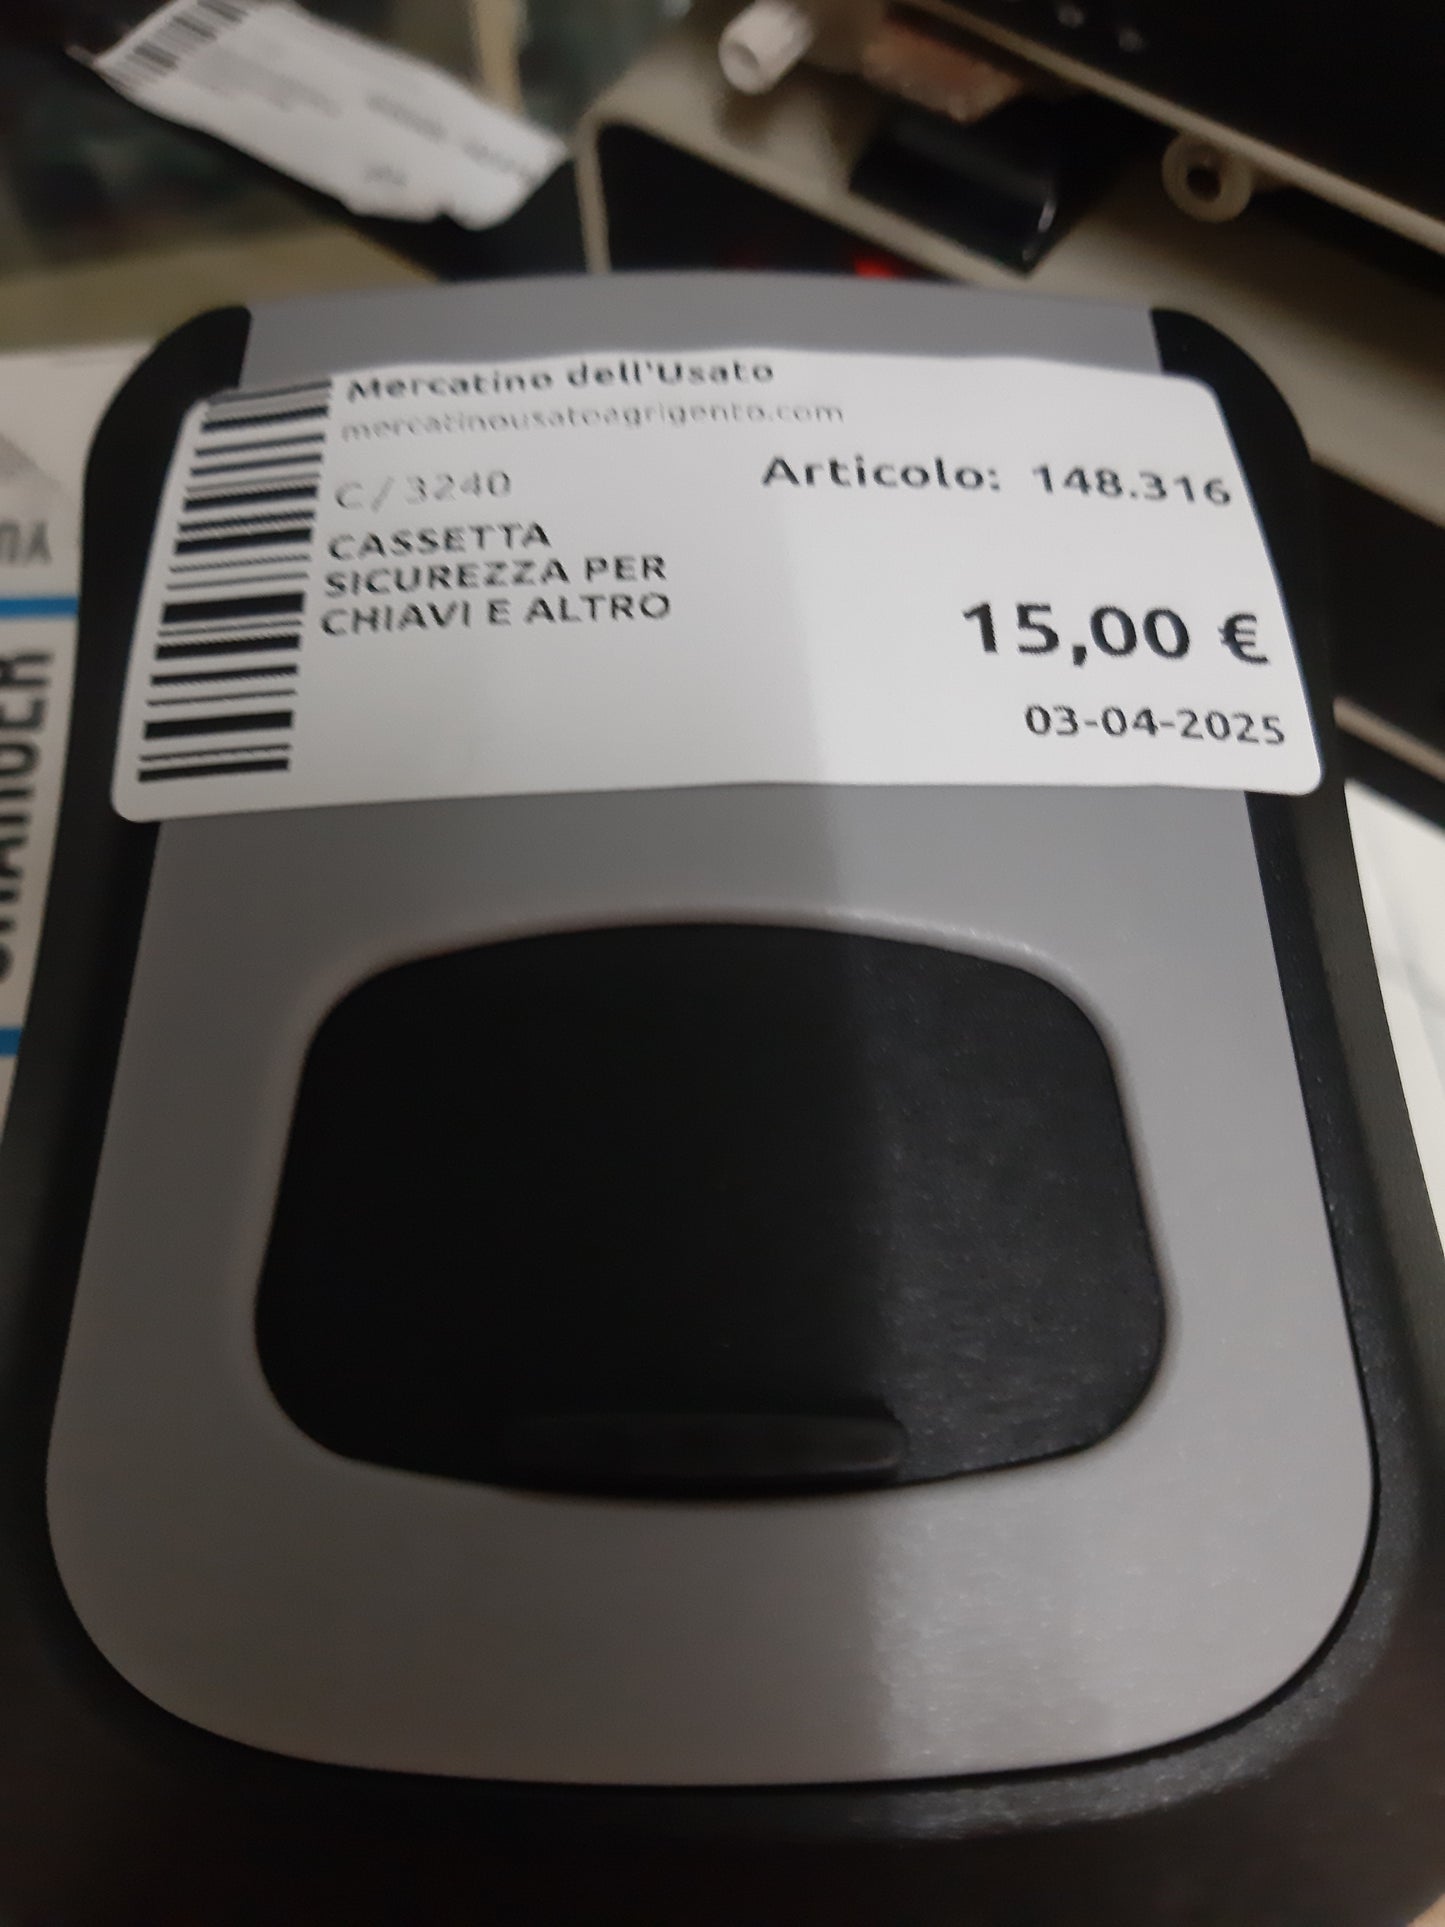 Mercatino dell'Usato
mercatinousatoagrigento.com
C/3240
Articolo: 148.316
CASSETTA
SICUREZZA PER
CHIAVI E ALTRO
15,00 €
03-04-2025